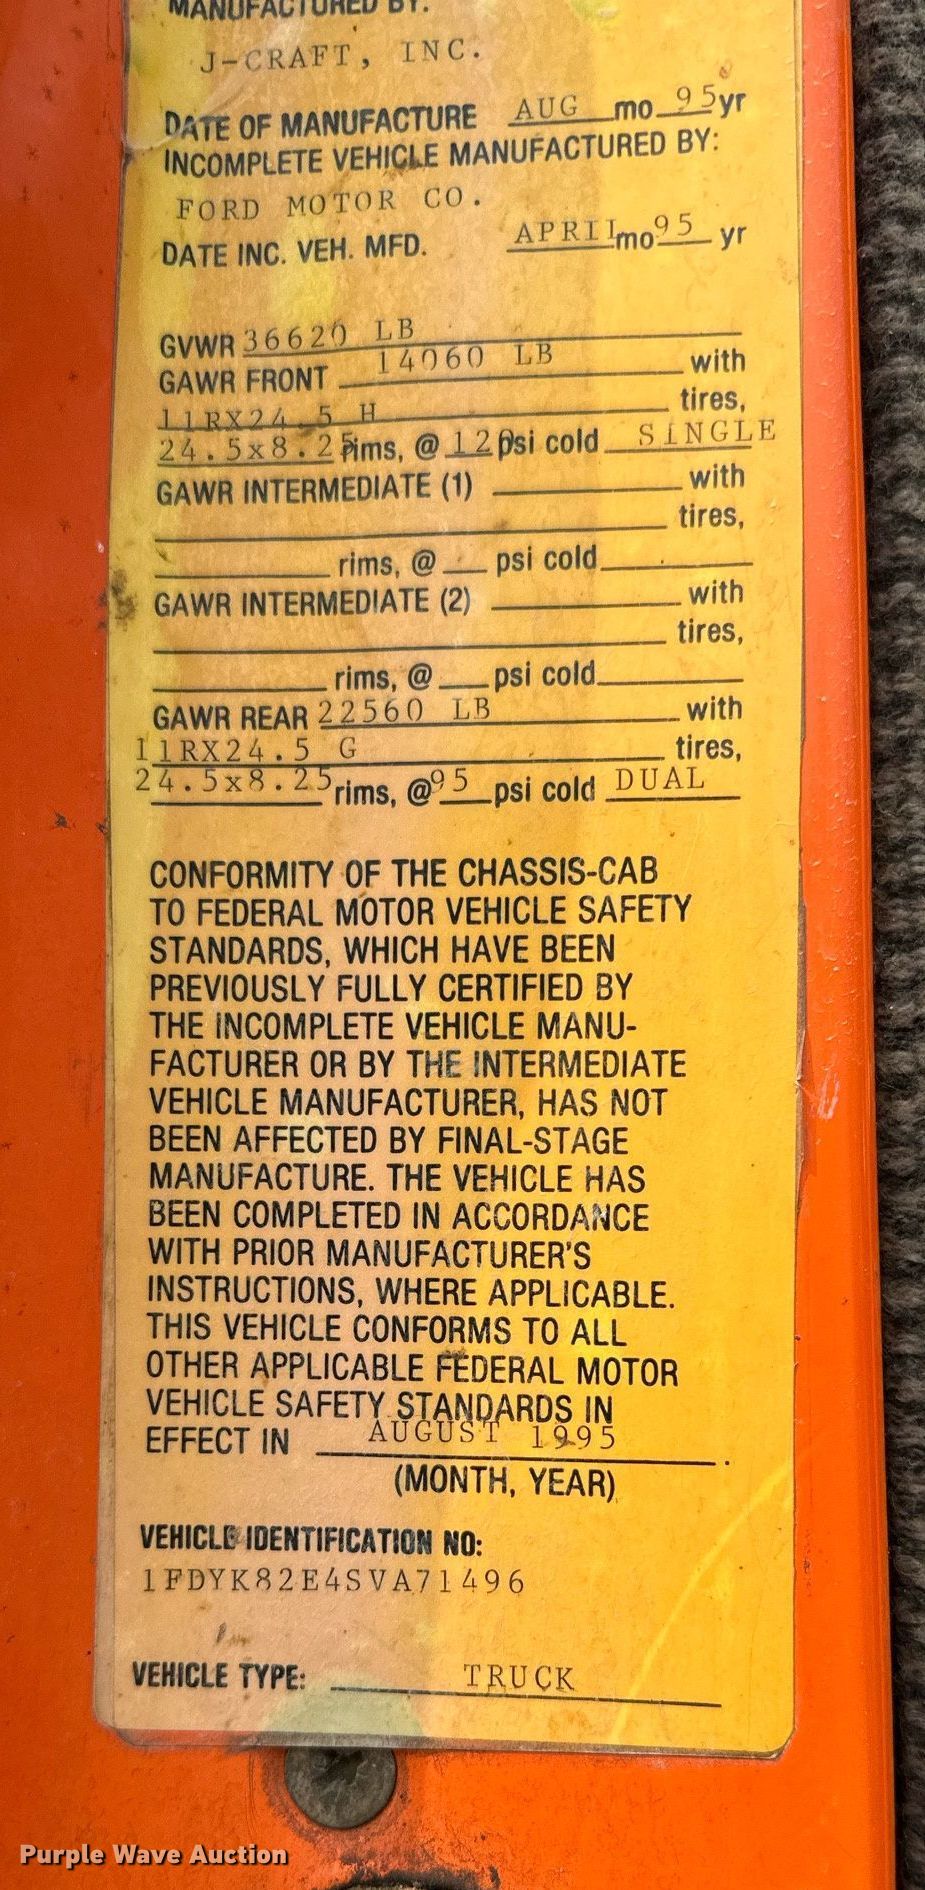 MANUFACTURED BY:
J-CRAFT, INC.
DATE OF MANUFACTURE AUG mo 95 yr
INCOMPLETE VEHICLE MANUFACTURED BY:
FORD MOTOR CO.
DATE INC. VEH. MFD. APRIL mo 95 yr
GVWR 36620 LB
GAWR FRONT 14060 LB with
11RX24.5 H tires,
24.5x8.25 rims, @ 120 psi cold SINGLE
GAWR INTERMEDIATE (1) with
tires,
rims, @ psi cold
GAWR INTERMEDIATE (2) with
tires,
rims, @ psi cold
GAWR REAR 22560 LB with
11RX24.5 G tires,
24.5x8.25 rims, @ 95 psi cold DUAL
CONFORMITY OF THE CHASSIS-CAB
TO FEDERAL MOTOR VEHICLE SAFETY
STANDARDS, WHICH HAVE BEEN
PREVIOUSLY FULLY CERTIFIED BY
THE INCOMPLETE VEHICLE MANU-
FACTURER OR BY THE INTERMEDIATE
VEHICLE MANUFACTURER, HAS NOT
BEEN AFFECTED BY FINAL-STAGE
MANUFACTURE. THE VEHICLE HAS
BEEN COMPLETED IN ACCORDANCE
WITH PRIOR MANUFACTURER'S
INSTRUCTIONS, WHERE APPLICABLE.
THIS VEHICLE CONFORMS TO ALL
OTHER APPLICABLE FEDERAL MOTOR
VEHICLE SAFETY STANDARDS IN
EFFECT IN AUGUST 1995.
(MONTH, YEAR)
VEHICLE IDENTIFICATION NO:
1FDYK82E4SVA71496
VEHICLE TYPE: TRUCK
Purple Wave Auction